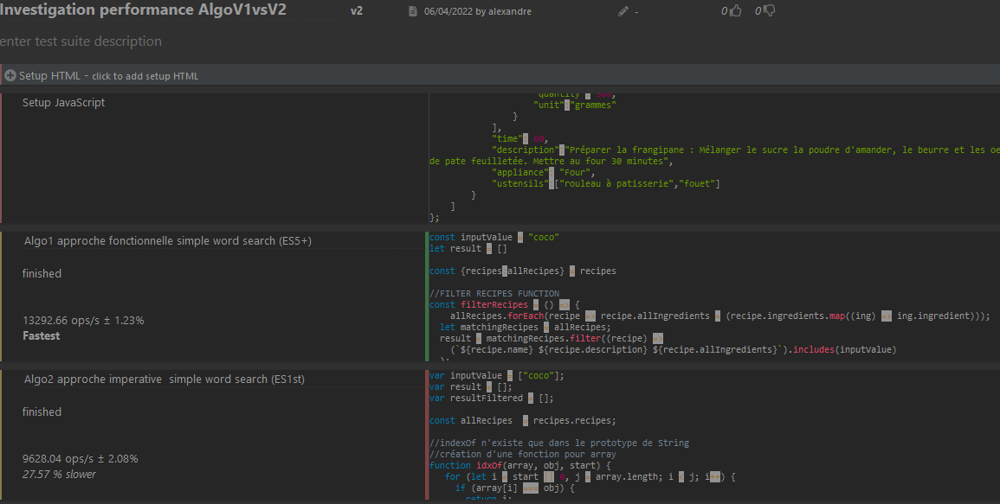 Investigation performance AlgoV1vsV2
v2
06/04/2022 by alexandre
-
0
0
enter test suite description
Setup HTML - click to add setup HTML
Setup JavaScript
"unit":"grammes"
}
],
"time": 60,
"description":"Préparer la frangipane : Mélanger le sucre la poudre d'amander, le beurre et les oe
de pate feuilletée. Mettre au four 30 minutes",
"appliance": "Four",
"ustensils":["rouleau à patisserie","fouet"]
}
]
};
Algo1 approche fonctionnelle simple word search (ES5+)
finished
13292.66 ops/s ± 1.23%
Fastest
const inputValue = "coco"
let result = []
const {recipes:allRecipes} = recipes
//FILTER RECIPES FUNCTION
const filterRecipes = () => {
allRecipes.forEach(recipe => recipe.allIngredients = (recipe.ingredients.map((ing) => ing.ingredient)));
let matchingRecipes = allRecipes;
result = matchingRecipes.filter((recipe) =>
(`${recipe.name} ${recipe.description} ${recipe.allIngredients}`).includes(inputValue)
Algo2 approche imperative  simple word search (ES1st)
finished
9628.04 ops/s ± 2.08%
27.57 % slower
var inputValue = ["coco"];
var result = [];
var resultFiltered = [];
const allRecipes  = recipes.recipes;
//indexOf n'existe que dans le prototype de String
//création d'une fonction pour array
function idxOf(array, obj, start) {
for (let i = start || 0, j = array.length; i < j; i++) {
if (array[i] === obj) {
return i;